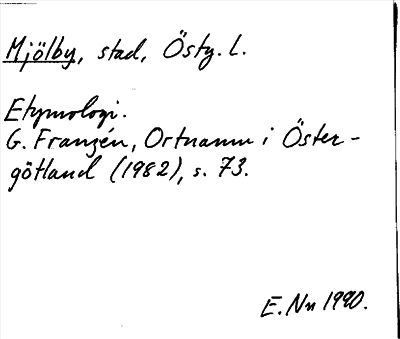 Mjölby, stad, Östg. l.
Etymologi.
G. Franzén, Ortnamn i Öster-
götland (1982), s. 73.
E. Nn 1990.